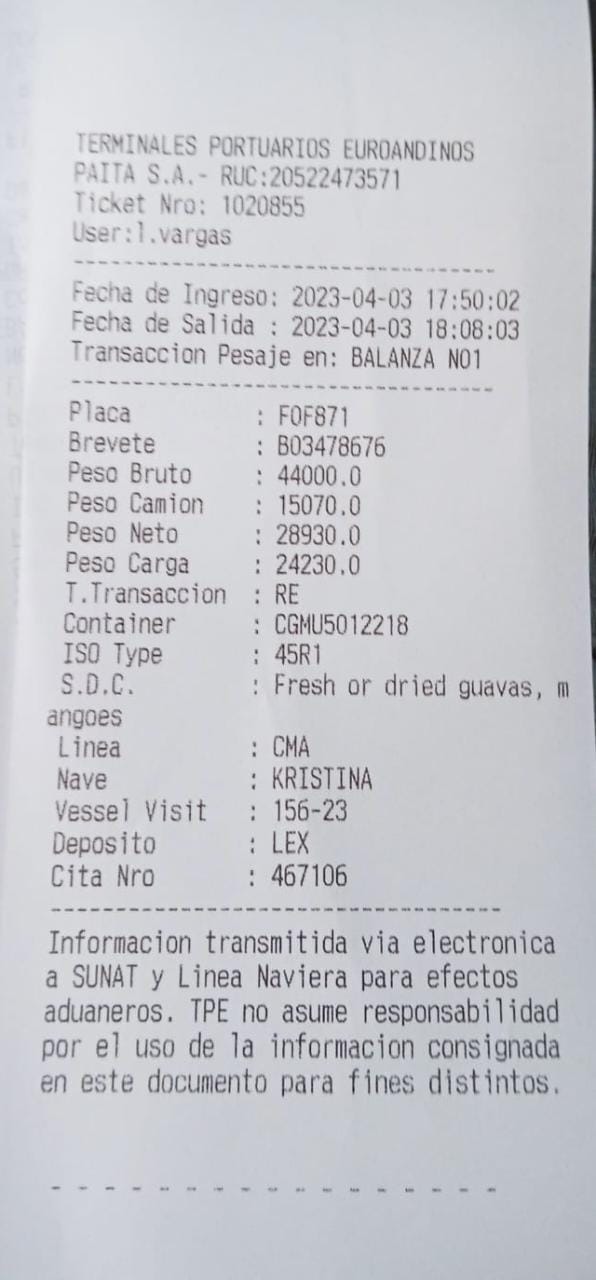 TERMINALES PORTUARIOS EUROANDINOS
PAITA S.A.- RUC:20522473571
Ticket Nro: 1020855
User:l.vargas
----------------------------------
Fecha de Ingreso: 2023-04-03 17:50:02
Fecha de Salida : 2023-04-03 18:08:03
Transaccion Pesaje en: BALANZA NO1
----------------------------------
Placa : FOF871
Brevete : B03478676
Peso Bruto : 44000.0
Peso Camion : 15070.0
Peso Neto : 28930.0
Peso Carga : 24230.0
T.Transaccion : RE
Container : CGMU5012218
ISO Type : 45R1
S.D.C. : Fresh or dried guavas, m
angoes
Linea : CMA
Nave : KRISTINA
Vessel Visit : 156-23
Deposito : LEX
Cita Nro : 467106
----------------------------------
Informacion transmitida via electronica
a SUNAT y Linea Naviera para efectos
aduaneros. TPE no asume responsabilidad
por el uso de la informacion consignada
en este documento para fines distintos.
- - - - - - - - - - - - - - - - -